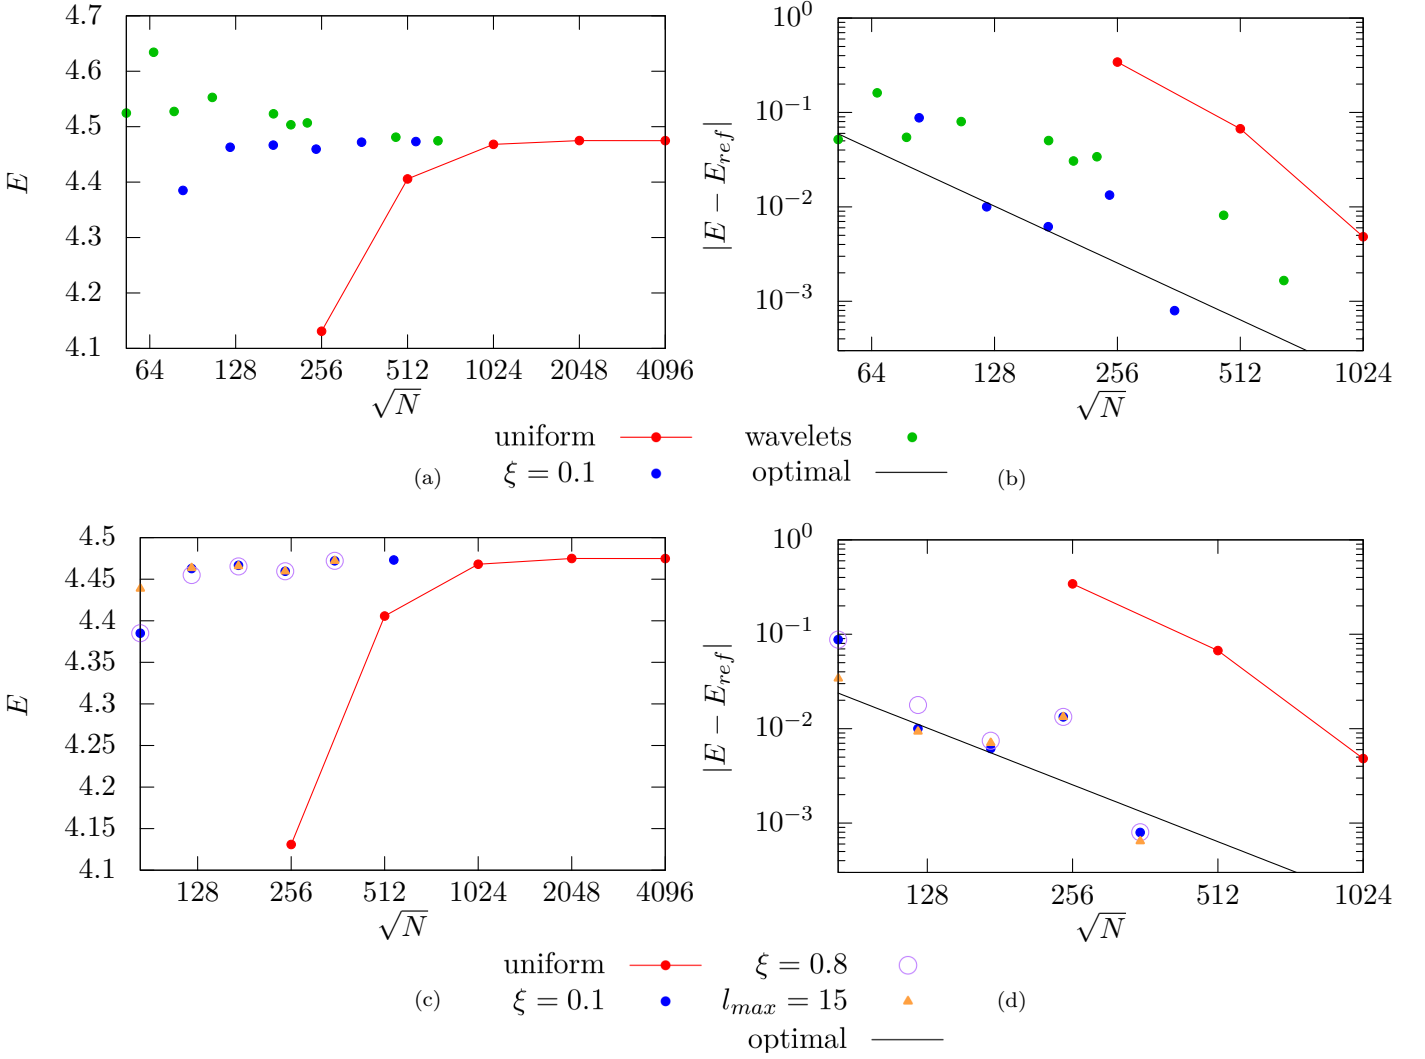 4.7
4.6
4.5
4.4
4.3
4.2
4.1
E
64 128 256 512 1024 2048 4096
√N
10^0
10^−1
10^−2
10^−3
|E − E_ref|
64 128 256 512 1024
√N
uniform wavelets
ξ = 0.1 optimal
(a) (b)
4.5
4.45
4.4
4.35
4.3
4.25
4.2
4.15
4.1
E
128 256 512 1024 2048 4096
√N
10^0
10^−1
10^−2
10^−3
|E − E_ref|
128 256 512 1024
√N
uniform ξ = 0.8
ξ = 0.1 l_max = 15
optimal
(c) (d)